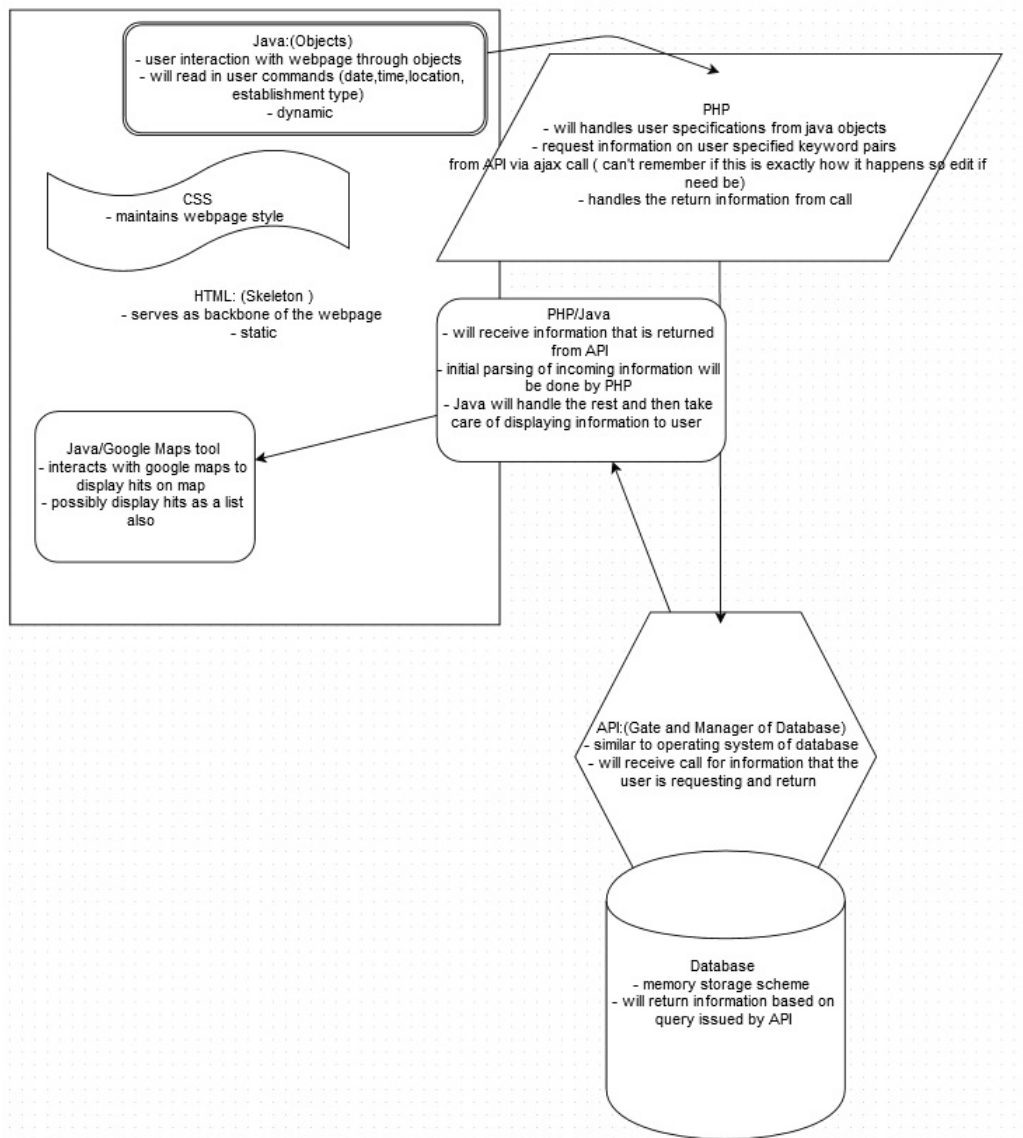 Java:(Objects)
- user interaction with webpage through objects
- will read in user commands (date,time,location,
establishment type)
- dynamic
PHP
- will handles user specifications from java objects
- request information on user specified keyword pairs
from API via ajax call ( can't remember if this is exactly how it happens so edit if
need be)
- handles the return information from call
CSS
- maintains webpage style
HTML: (Skeleton )
- serves as backbone of the webpage
- static
PHP/Java
- will receive information that is returned
from API
- initial parsing of incoming information will
be done by PHP
- Java will handle the rest and then take
care of displaying information to user
Java/Google Maps tool
- interacts with google maps to
display hits on map
- possibly display hits as a list
also
API:(Gate and Manager of Database)
- similar to operating system of database
- will receive call for information that the
user is requesting and return
Database
- memory storage scheme
- will return information based on
query issued by API